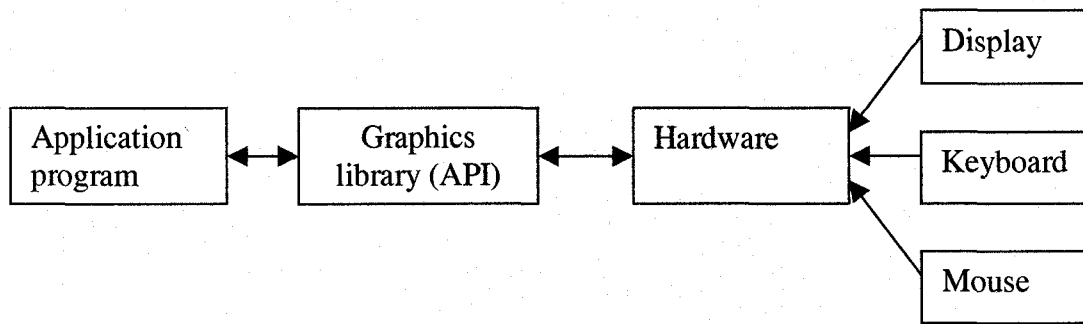 Application
program
Graphics
library (API)
Hardware
Display
Keyboard
Mouse